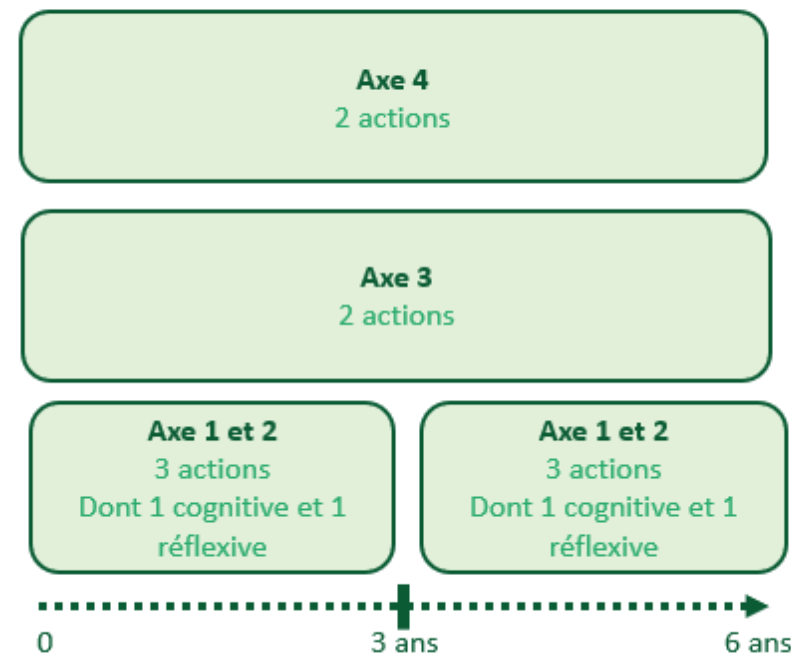 Axe 4
2 actions
Axe 3
2 actions
Axe 1 et 2
3 actions
Dont 1 cognitive et 1
réflexive
Axe 1 et 2
3 actions
Dont 1 cognitive et 1
réflexive
0
3 ans
6 ans